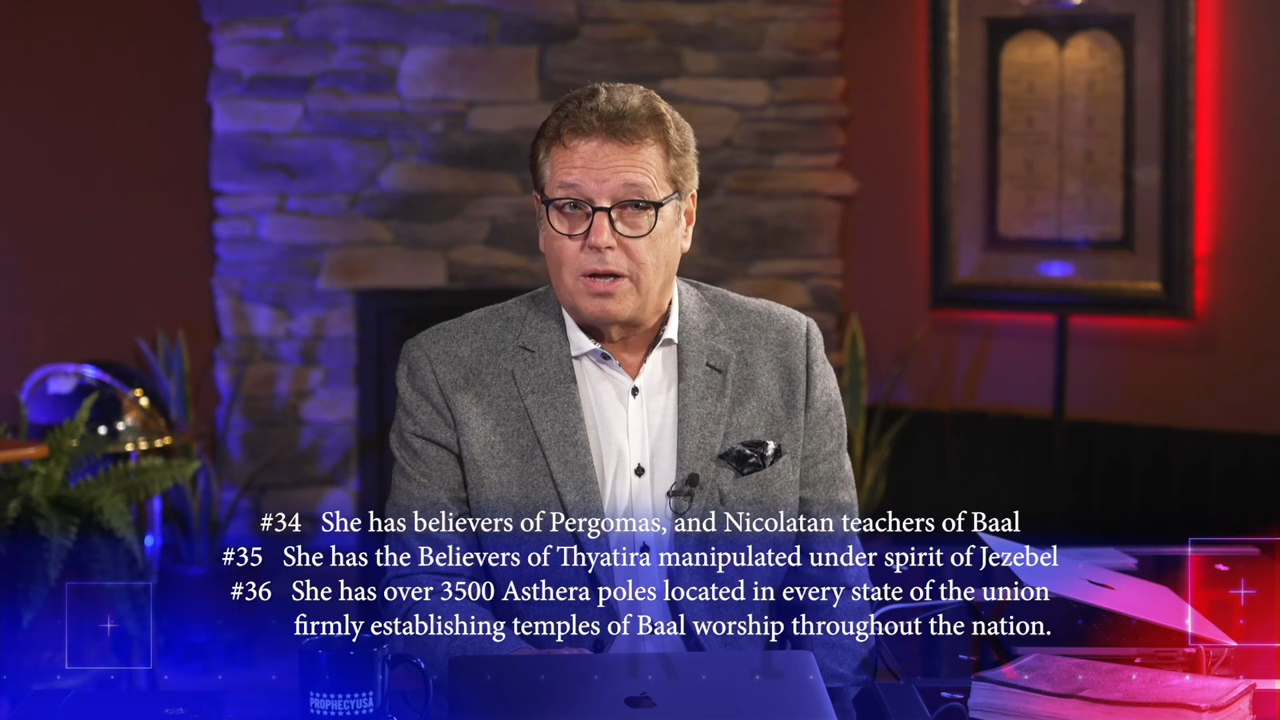 #34 She has believers of Pergomas, and Nicolatan teachers of Baal
#35 She has the Believers of Thyatira manipulated under spirit of Jezebel
#36 She has over 3500 Asthera poles located in every state of the union
firmly establishing temples of Baal worship throughout the nation.
PROPHECYUSA